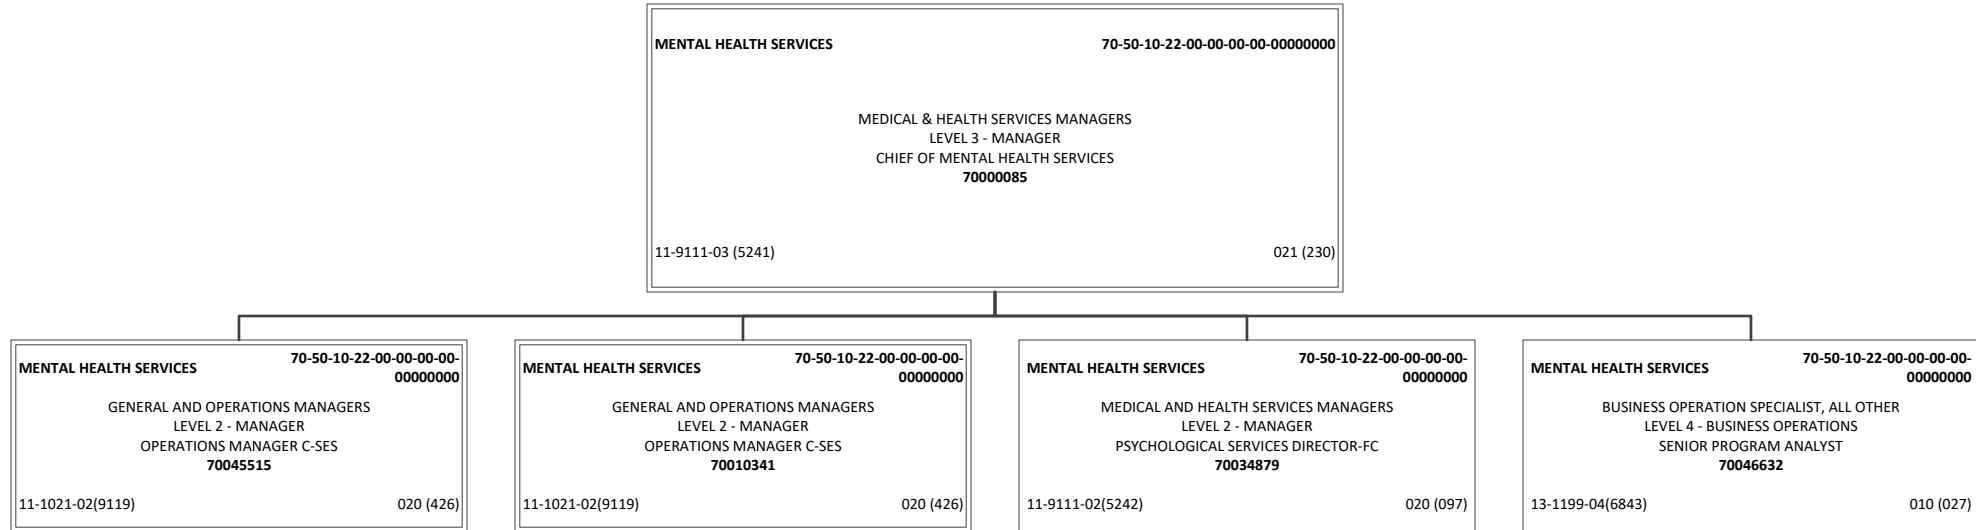 MENTAL HEALTH SERVICES 70-50-10-22-00-00-00-00-00000000
MEDICAL & HEALTH SERVICES MANAGERS
LEVEL 3 - MANAGER
CHIEF OF MENTAL HEALTH SERVICES
70000085
11-9111-03 (5241) 021 (230)
MENTAL HEALTH SERVICES 70-50-10-22-00-00-00-00-
00000000
GENERAL AND OPERATIONS MANAGERS
LEVEL 2 - MANAGER
OPERATIONS MANAGER C-SES
70045515
11-1021-02(9119) 020 (426)
MENTAL HEALTH SERVICES 70-50-10-22-00-00-00-00-
00000000
GENERAL AND OPERATIONS MANAGERS
LEVEL 2 - MANAGER
OPERATIONS MANAGER C-SES
70010341
11-1021-02(9119) 020 (426)
MENTAL HEALTH SERVICES 70-50-10-22-00-00-00-00-
00000000
MEDICAL AND HEALTH SERVICES MANAGERS
LEVEL 2 - MANAGER
PSYCHOLOGICAL SERVICES DIRECTOR-FC
70034879
11-9111-02(5242) 020 (097)
MENTAL HEALTH SERVICES 70-50-10-22-00-00-00-00-
00000000
BUSINESS OPERATION SPECIALIST, ALL OTHER
LEVEL 4 - BUSINESS OPERATIONS
SENIOR PROGRAM ANALYST
70046632
13-1199-04(6843) 010 (027)